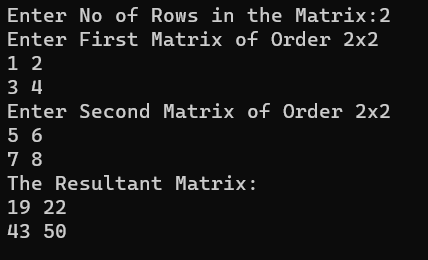 Enter No of Rows in the Matrix:2
Enter First Matrix of Order 2x2
1 2
3 4
Enter Second Matrix of Order 2x2
5 6
7 8
The Resultant Matrix:
19 22
43 50